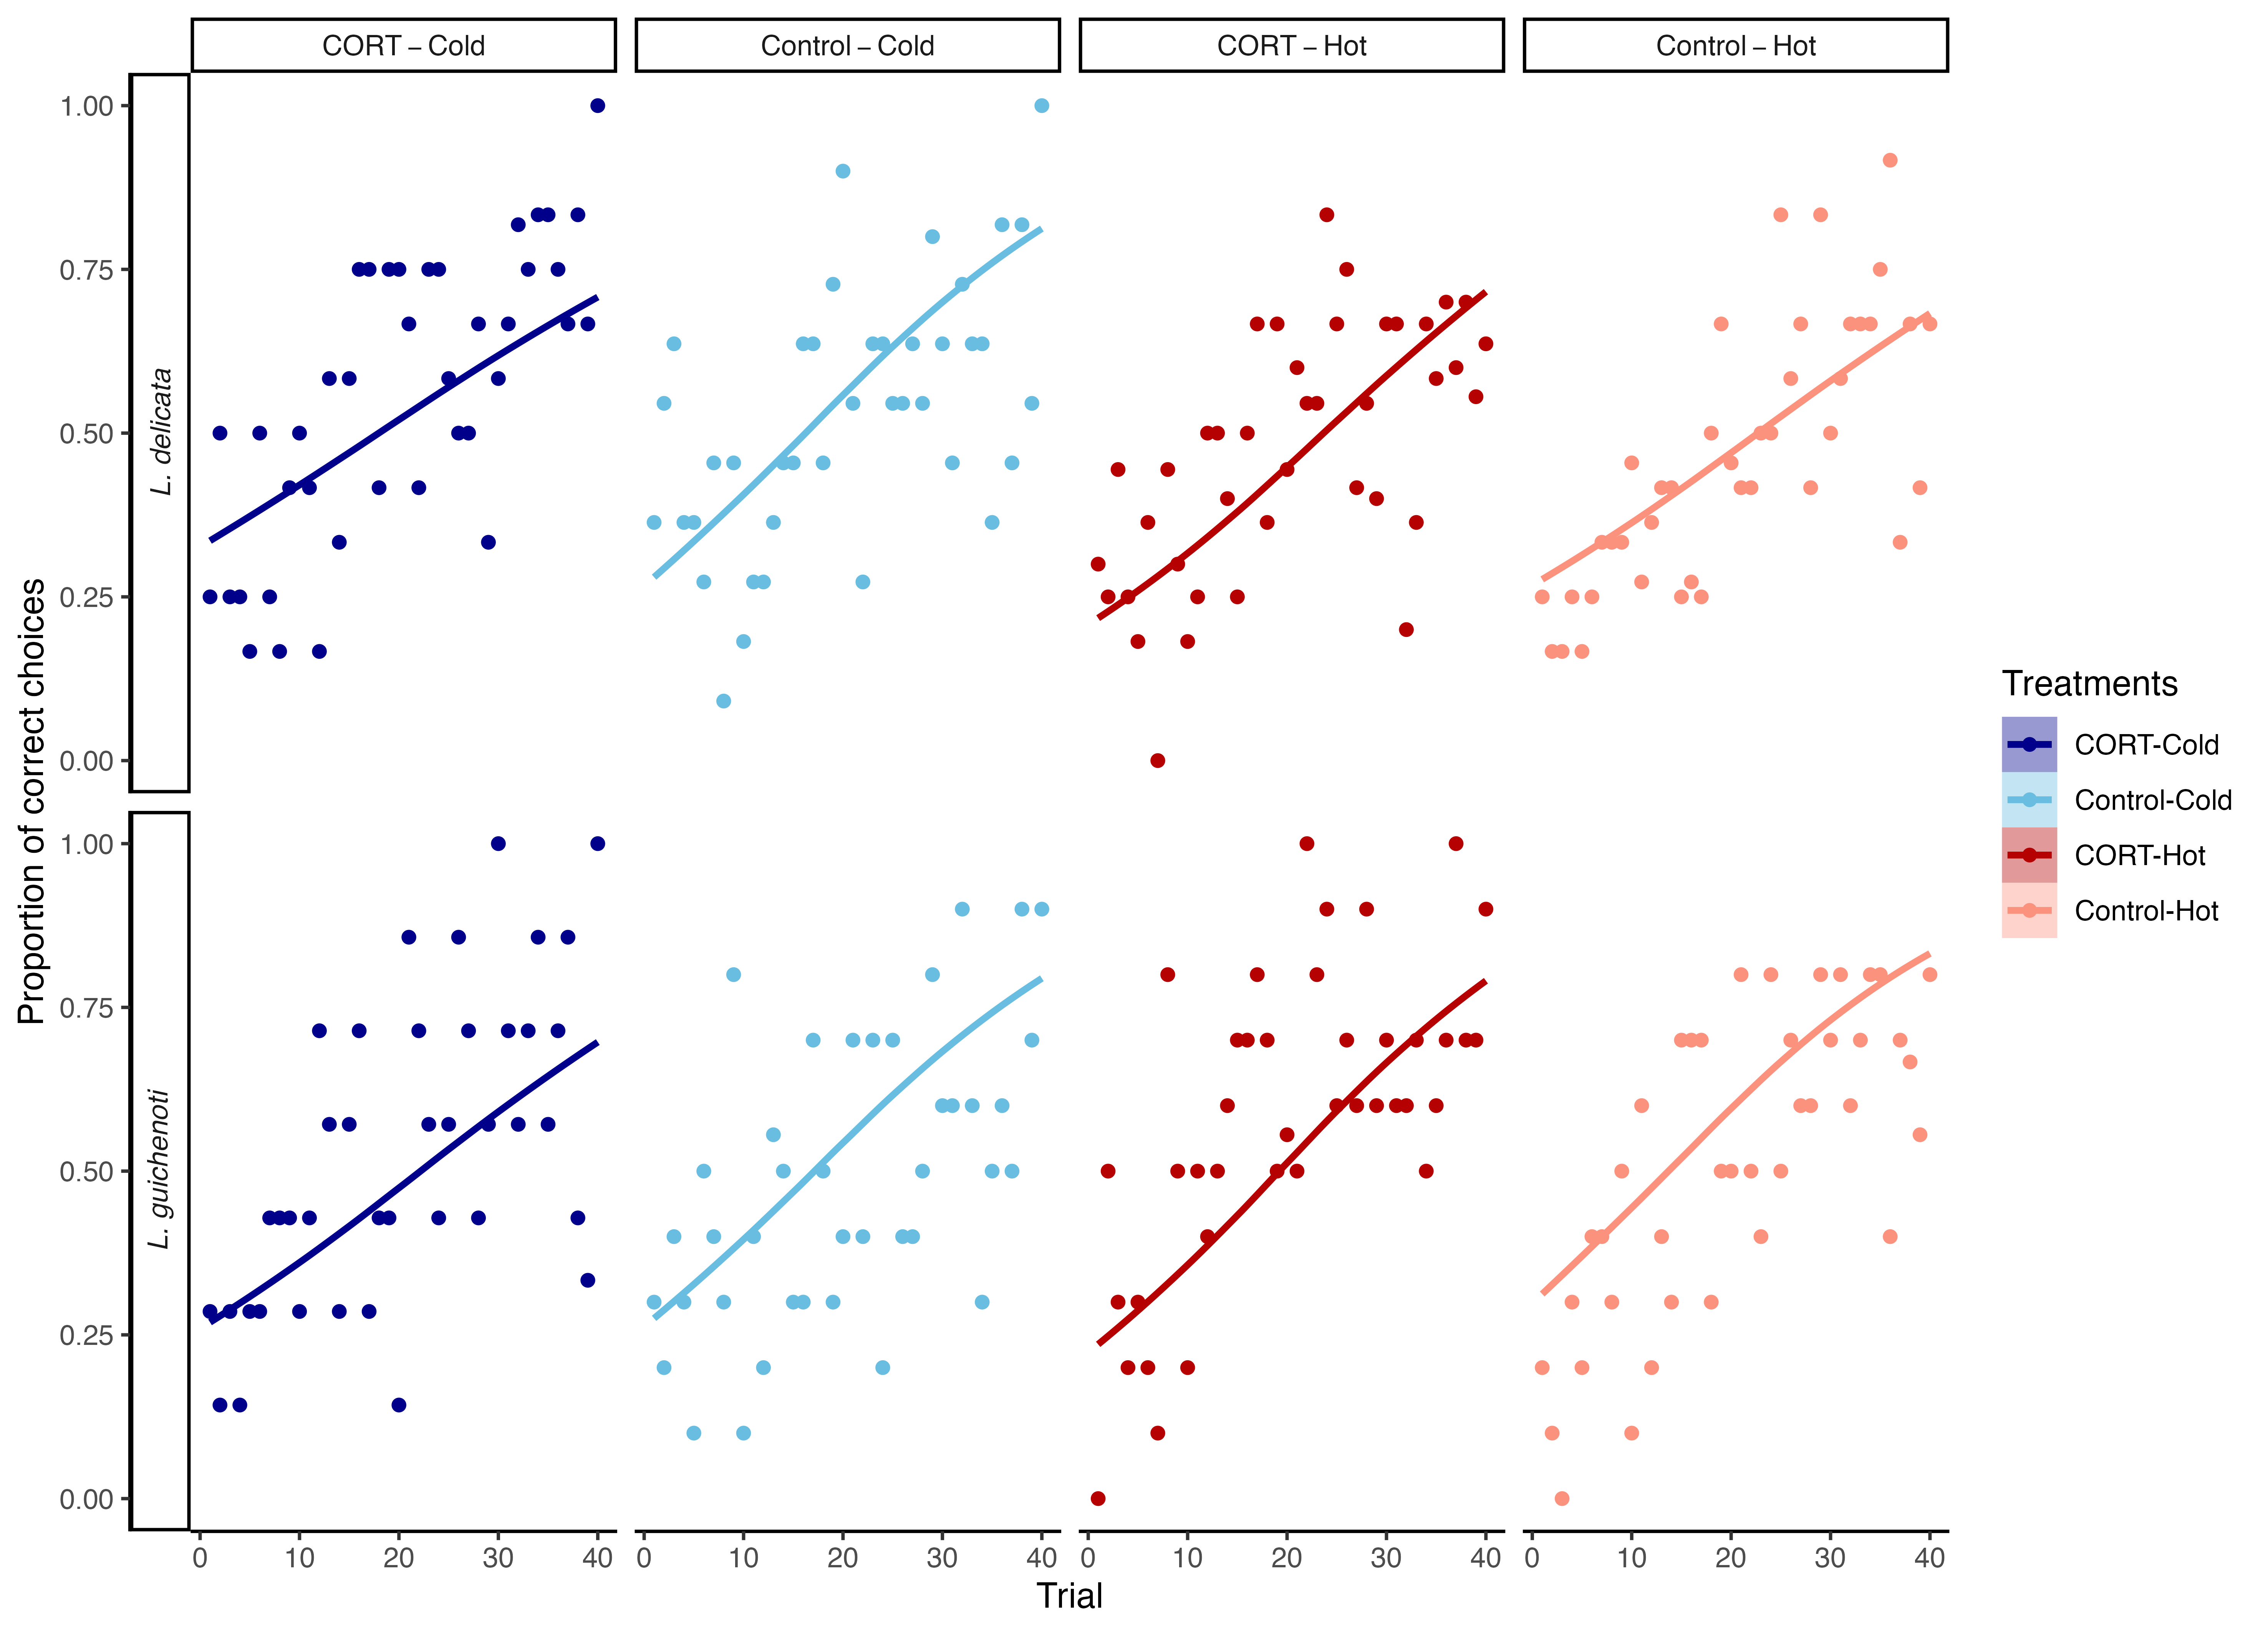 CORT – Cold
Control – Cold
CORT – Hot
Control – Hot
Proportion of correct choices
L. delicata
1.00
0.75
0.50
0.25
0.00
L. guichenoti
1.00
0.75
0.50
0.25
0.00
0 10 20 30 40
0 10 20 30 40
0 10 20 30 40
0 10 20 30 40
Trial
Treatments
CORT-Cold
Control-Cold
CORT-Hot
Control-Hot